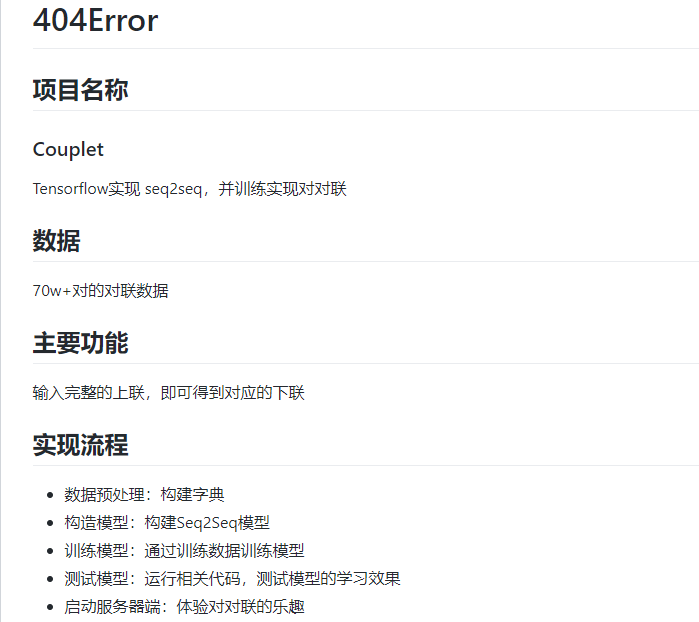 404Error
项目名称
Couplet
Tensorflow实现 seq2seq，并训练实现对对联
数据
70w+对的对联数据
主要功能
输入完整的上联，即可得到对应的下联
实现流程
数据预处理：构建字典
构造模型：构建Seq2Seq模型
训练模型：通过训练数据训练模型
测试模型：运行相关代码，测试模型的学习效果
启动服务器端：体验对对联的乐趣